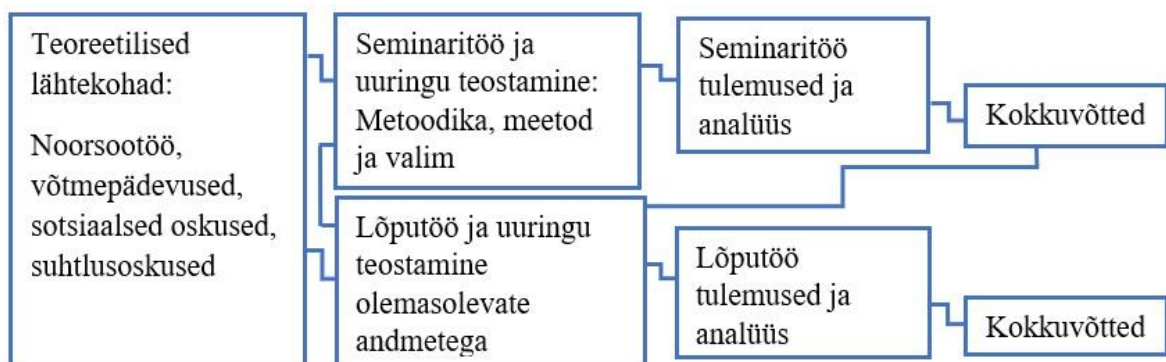 Teoreetilised
lähtekohad:
Noorsootöö,
võtmepädevused,
sotsiaalsed oskused,
suhtlusoskused
Seminaritöö ja
uuringu teostamine:
Metoodika, meetod
ja valim
Seminaritöö
tulemused ja
analüüs
Kokkuvõtted
Lõputöö ja uuringu
teostamine
olemasolevate
andmetega
Lõputöö
tulemused ja
analüüs
Kokkuvõtted